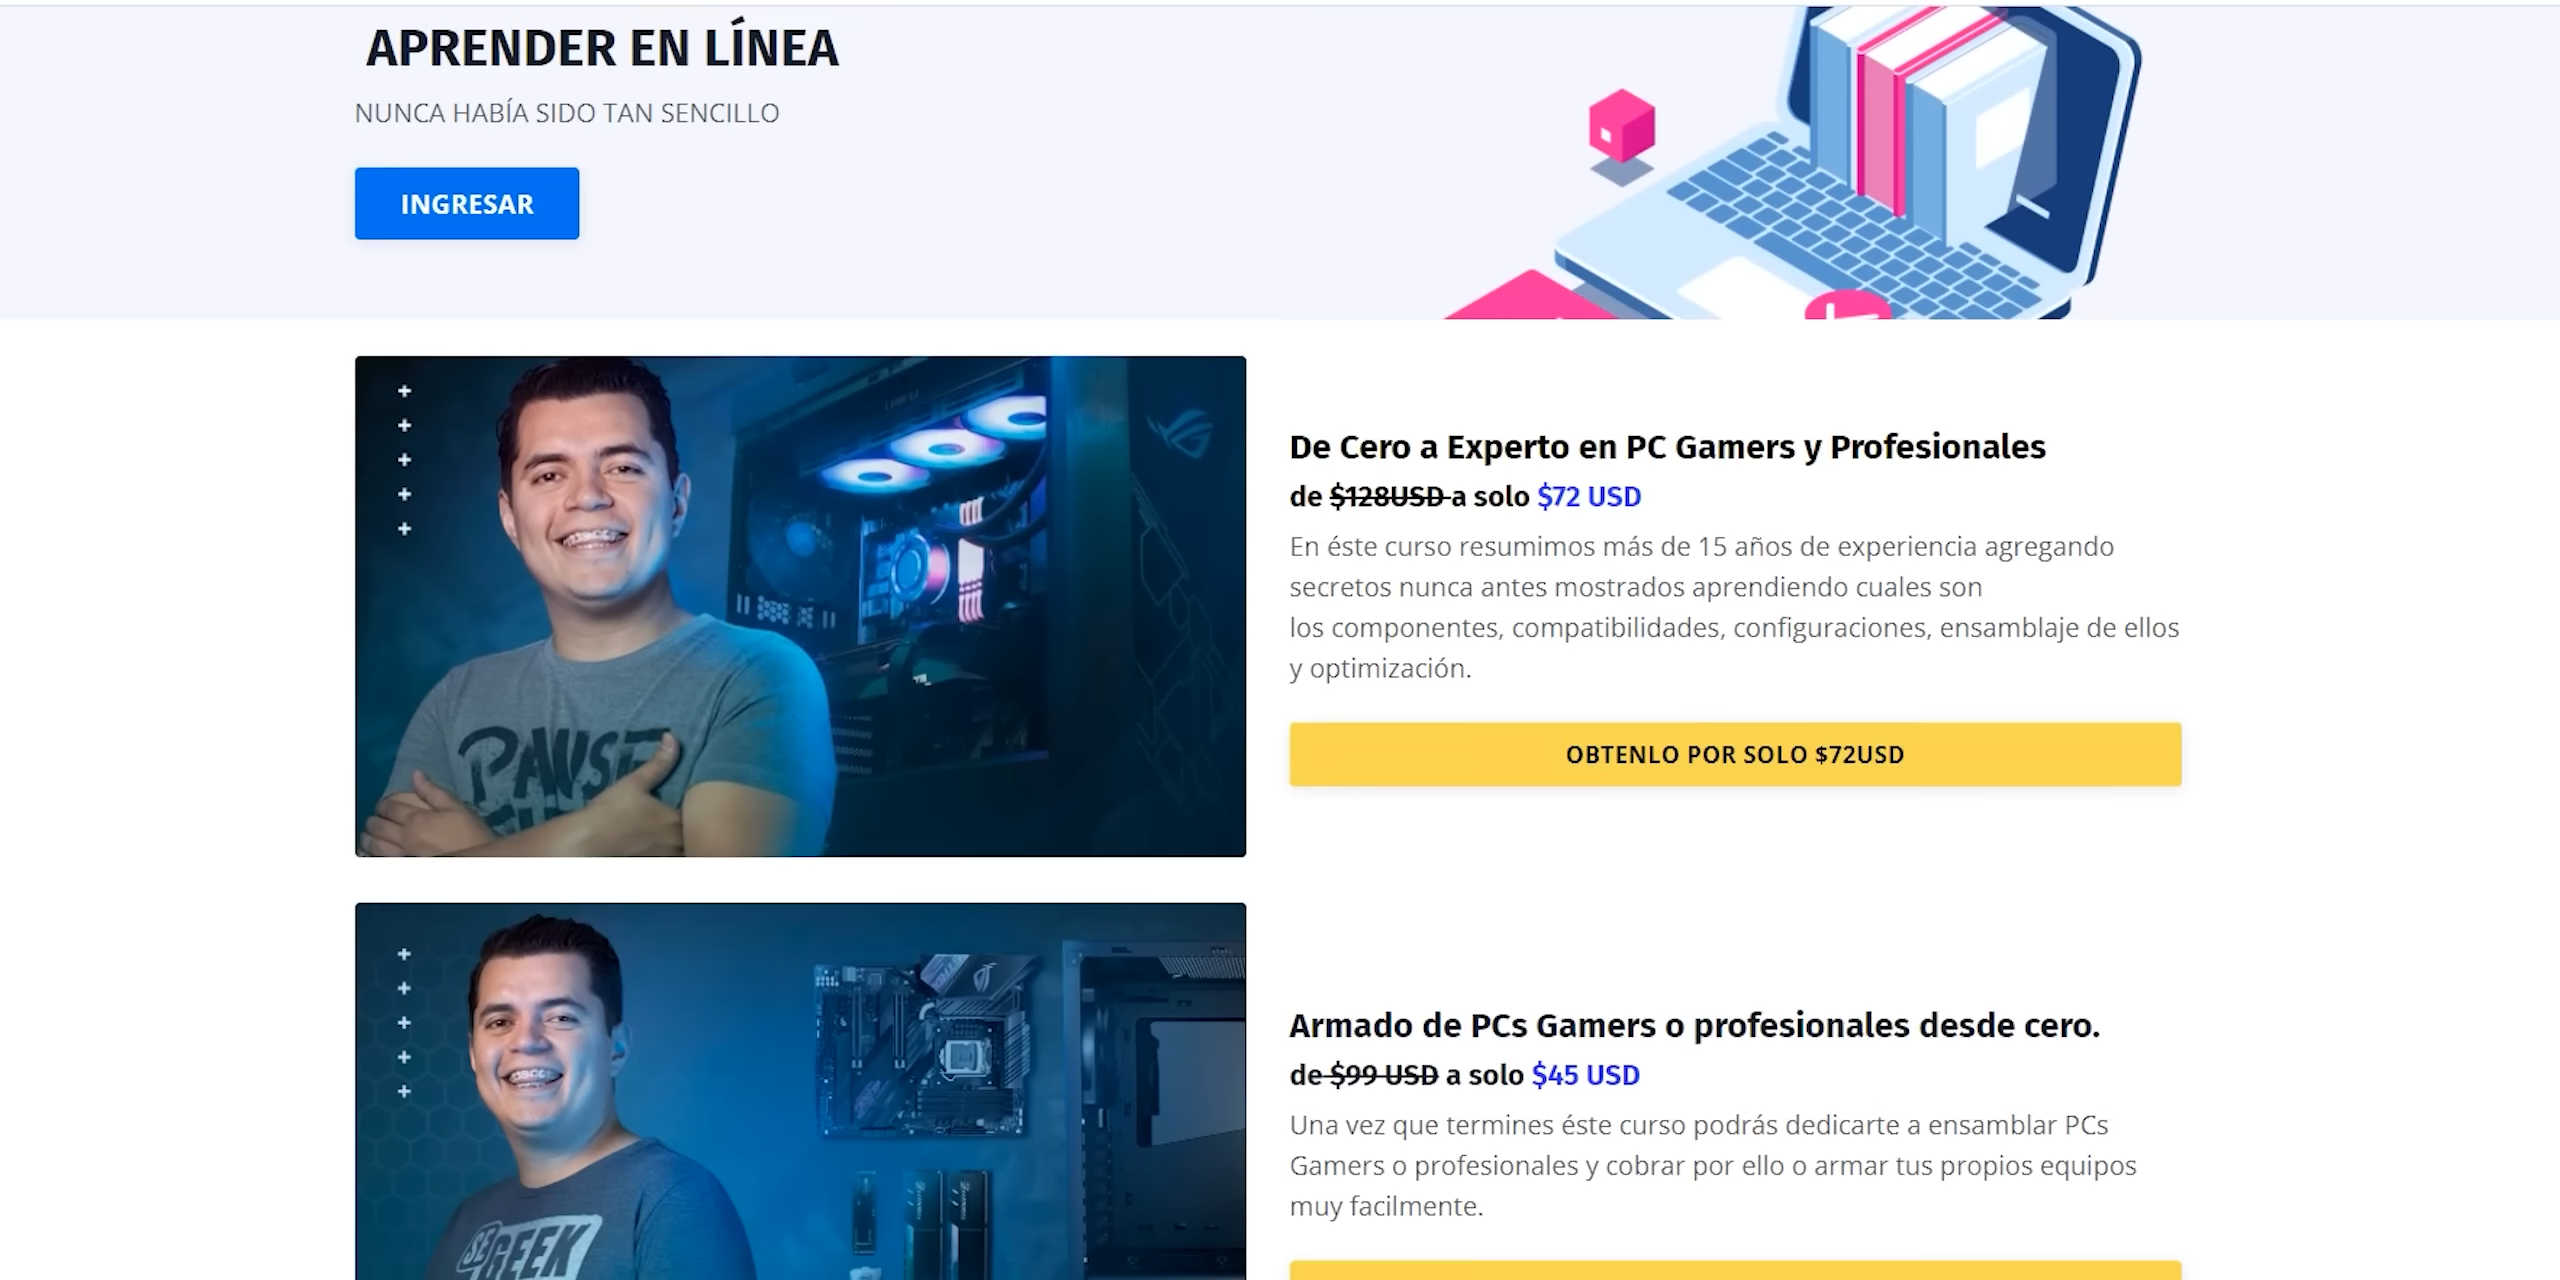 APRENDER EN LÍNEA
NUNCA HABÍA SIDO TAN SENCILLO
INGRESAR
De Cero a Experto en PC Gamers y Profesionales
de $128USD a solo $72 USD
En éste curso resumimos más de 15 años de experiencia agregando
secretos nunca antes mostrados aprendiendo cuales son
los componentes, compatibilidades, configuraciones, ensamblaje de ellos
y optimización.
OBTENLO POR SOLO $72USD
PAUSE
Armado de PCs Gamers o profesionales desde cero.
de $99 USD a solo $45 USD
Una vez que termines éste curso podrás dedicarte a ensamblar PCs
Gamers o profesionales y cobrar por ello o armar tus propios equipos
muy facilmente.
SE
GEEK